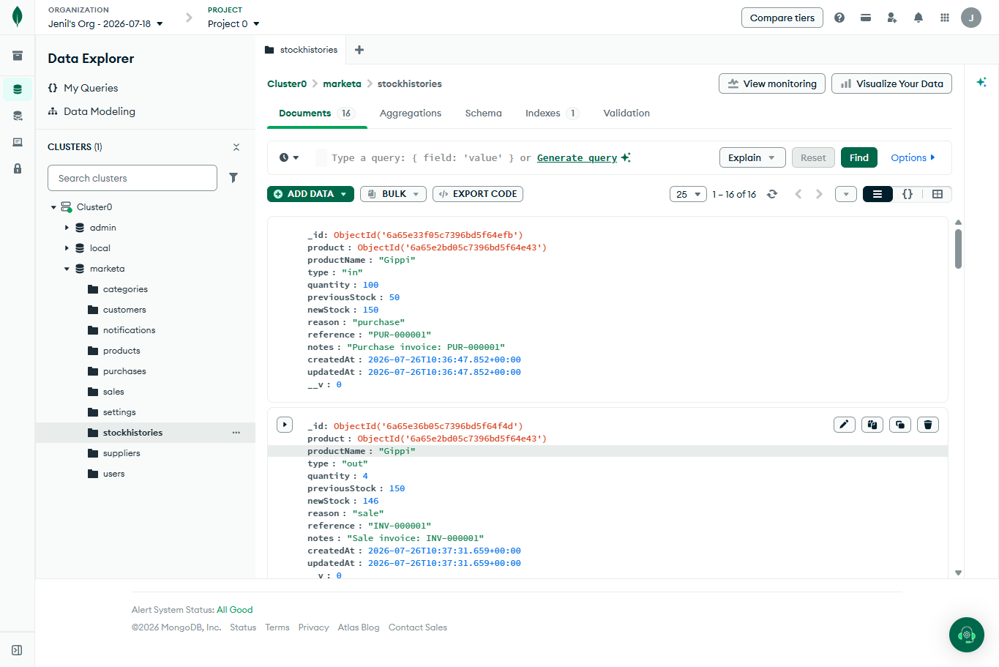 ORGANIZATION
Jenil's Org - 2026-07-18
PROJECT
Project 0
Compare tiers
J
Data Explorer
My Queries
Data Modeling
CLUSTERS (1)
Search clusters
Cluster0
admin
local
marketa
categories
customers
notifications
products
purchases
sales
settings
stockhistories
suppliers
users
stockhistories
Cluster0 > marketa > stockhistories
View monitoring
Visualize Your Data
Documents 16
Aggregations
Schema
Indexes 1
Validation
Type a query: { field: 'value' } or Generate query
Explain
Reset
Find
Options
ADD DATA
BULK
EXPORT CODE
25
1 – 16 of 16
_id: ObjectId('6a65e33f05c7396bd5f64efb')
product : ObjectId('6a65e2bd05c7396bd5f64e43')
productName : "Gippi"
type : "in"
quantity : 100
previousStock : 50
newStock : 150
reason : "purchase"
reference : "PUR-000001"
notes : "Purchase invoice: PUR-000001"
createdAt : 2026-07-26T10:36:47.852+00:00
updatedAt : 2026-07-26T10:36:47.852+00:00
__v : 0
_id: ObjectId('6a65e36b05c7396bd5f64f4d')
product : ObjectId('6a65e2bd05c7396bd5f64e43')
productName : "Gippi"
type : "out"
quantity : 4
previousStock : 150
newStock : 146
reason : "sale"
reference : "INV-000001"
notes : "Sale invoice: INV-000001"
createdAt : 2026-07-26T10:37:31.659+00:00
updatedAt : 2026-07-26T10:37:31.659+00:00
__v : 0
Alert System Status: All Good
©2026 MongoDB, Inc. Status Terms Privacy Atlas Blog Contact Sales